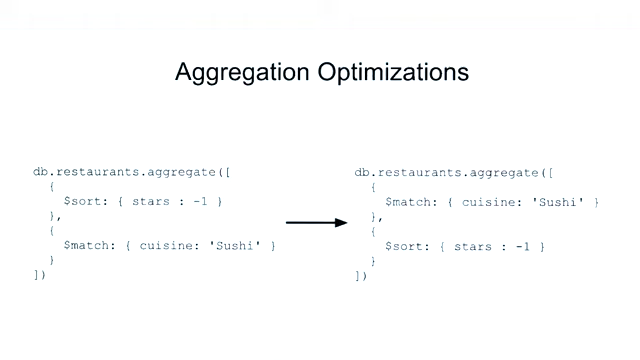 Aggregation Optimizations
db.restaurants.aggregate([
  {
    $sort: { stars : -1 }
  },
  {
    $match: { cuisine: 'Sushi' }
  }
])
db.restaurants.aggregate([
  {
    $match: { cuisine: 'Sushi' }
  },
  {
    $sort: { stars : -1 }
  }
])